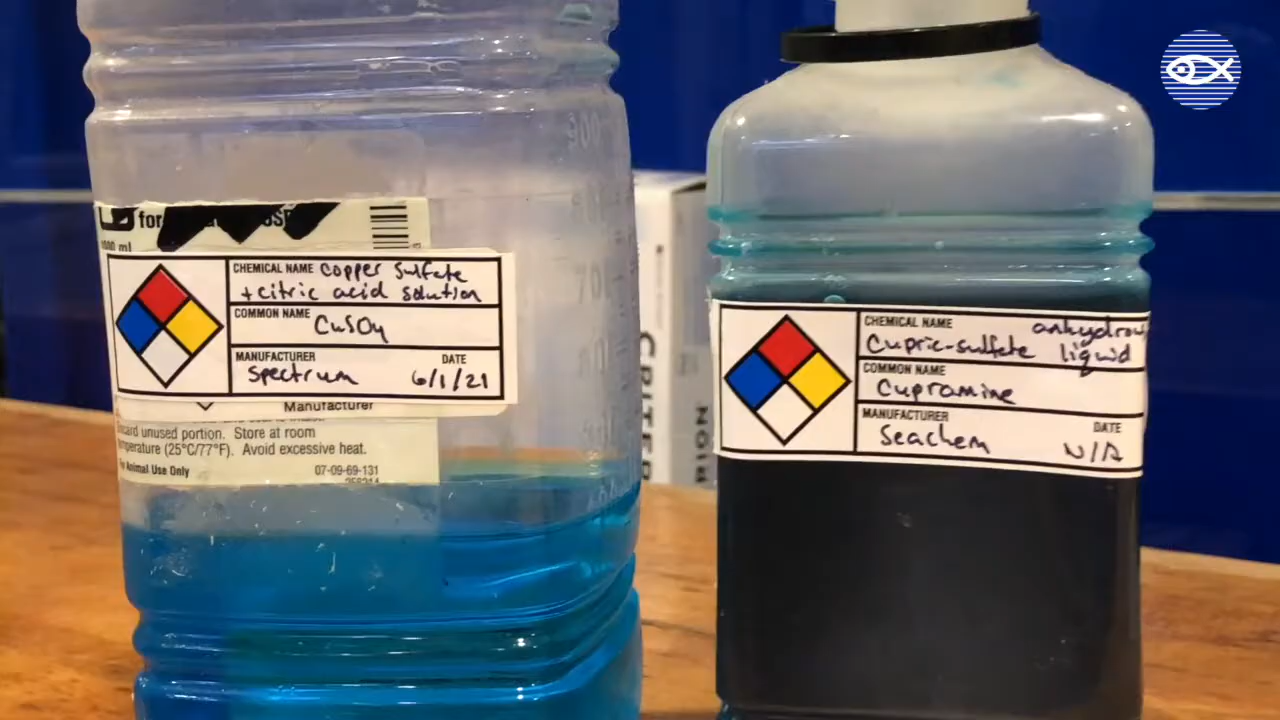 for
1000 ml
CHEMICAL NAME Copper Sulfate
+ citric acid solution
COMMON NAME CuSO4
MANUFACTURER DATE
Spectrum 6/1/21
Manufacturer
unused portion. Store at room
temperature (25°C/77°F). Avoid excessive heat.
For Animal Use Only 07-09-69-131
900
CHEMICAL NAME anhydrous
Cupric-sulfate liquid
COMMON NAME
Cupramine
MANUFACTURER DATE
Seachem N/A